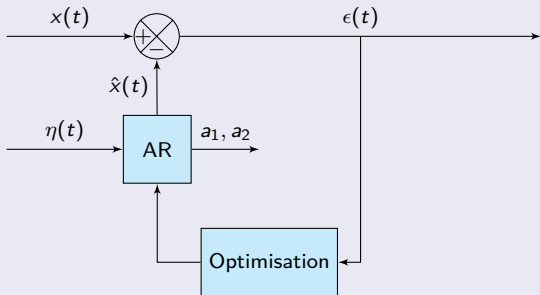 x(t)
ϵ(t)
+
−
x̂(t)
η(t)
AR
a₁, a₂
Optimisation